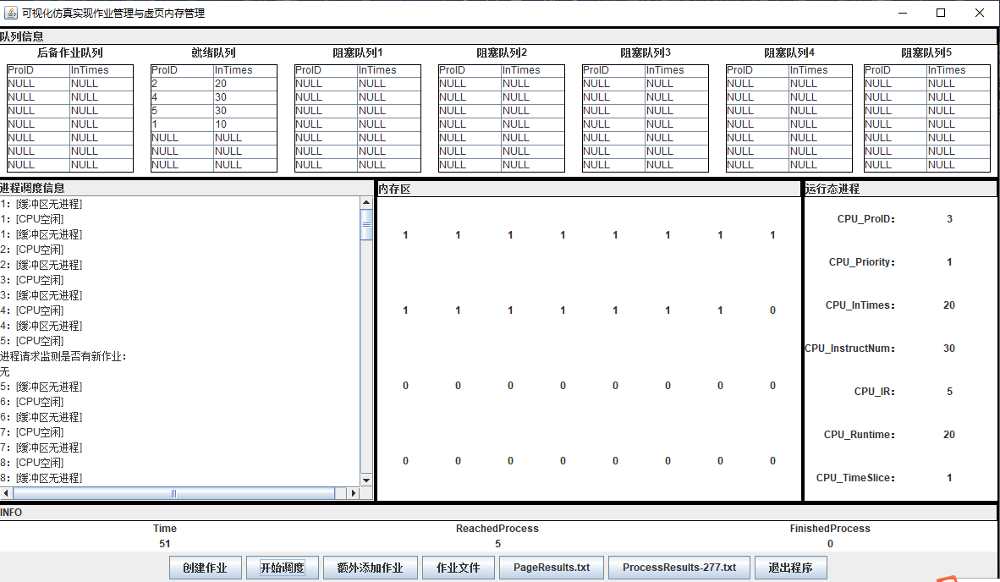 可视化仿真实现作业管理与虚页内存管理
队列信息
后备作业队列 就绪队列 阻塞队列1 阻塞队列2 阻塞队列3 阻塞队列4 阻塞队列5
ProID InTimes ProID InTimes ProID InTimes ProID InTimes ProID InTimes ProID InTimes ProID InTimes
NULL NULL 2 20 NULL NULL NULL NULL NULL NULL NULL NULL NULL NULL
NULL NULL 4 30 NULL NULL NULL NULL NULL NULL NULL NULL NULL NULL
NULL NULL 5 30 NULL NULL NULL NULL NULL NULL NULL NULL NULL NULL
NULL NULL 1 10 NULL NULL NULL NULL NULL NULL NULL NULL NULL NULL
NULL NULL NULL NULL NULL NULL NULL NULL NULL NULL NULL NULL NULL NULL
NULL NULL NULL NULL NULL NULL NULL NULL NULL NULL NULL NULL NULL NULL
NULL NULL NULL NULL NULL NULL NULL NULL NULL NULL NULL NULL NULL NULL
进程调度信息
1：[缓冲区无进程]
1：[CPU空闲]
1：[缓冲区无进程]
2：[CPU空闲]
2：[缓冲区无进程]
3：[CPU空闲]
3：[缓冲区无进程]
4：[CPU空闲]
4：[缓冲区无进程]
5：[CPU空闲]
进程请求监测是否有新作业：
无
5：[缓冲区无进程]
6：[CPU空闲]
6：[缓冲区无进程]
7：[CPU空闲]
7：[缓冲区无进程]
8：[CPU空闲]
8：[缓冲区无进程]
内存区
1 1 1 1 1 1 1 1
1 1 1 1 1 1 1 0
0 0 0 0 0 0 0 0
0 0 0 0 0 0 0 0
运行态进程
CPU_ProID： 3
CPU_Priority： 1
CPU_InTimes： 20
CPU_InstructNum： 30
CPU_IR： 5
CPU_Runtime： 20
CPU_TimeSlice： 1
INFO
Time ReachedProcess FinishedProcess
51 5 0
创建作业 开始调度 额外添加作业 作业文件 PageResults.txt ProcessResults-277.txt 退出程序